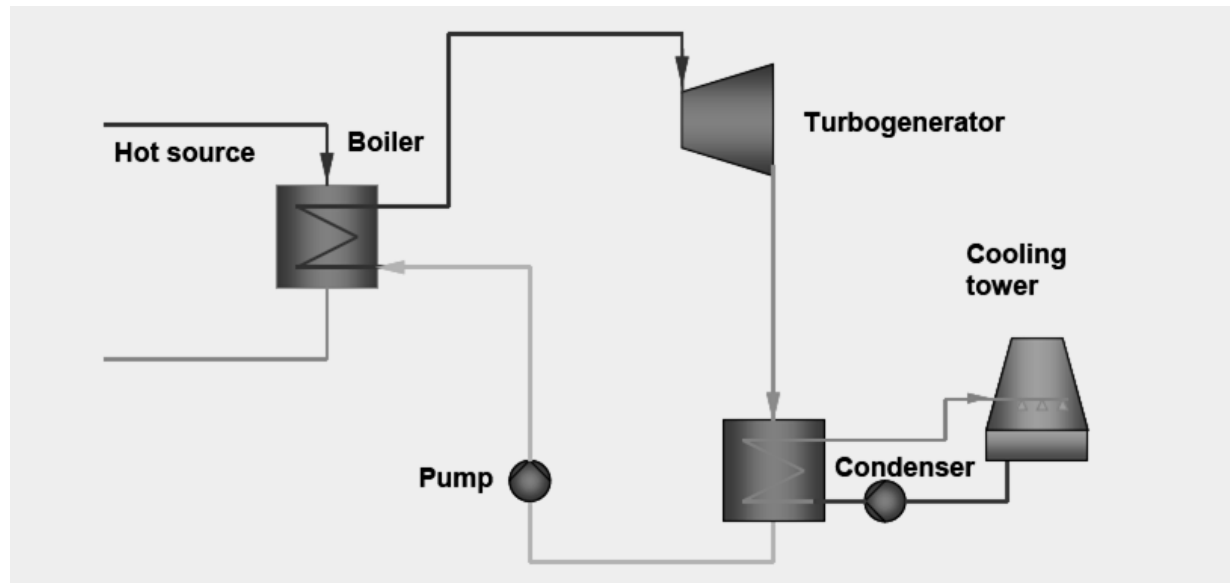 Hot source
Boiler
Turbogenerator
Cooling
tower
Pump
Condenser